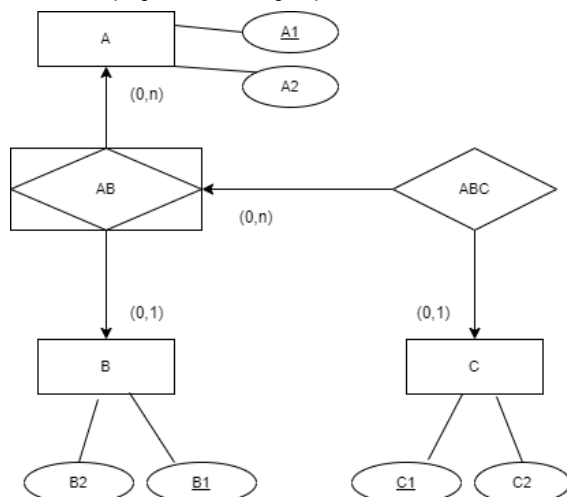 A
A1
A2
(0,n)
AB
ABC
(0,n)
(0,1)
(0,1)
B
C
B2
B1
C1
C2